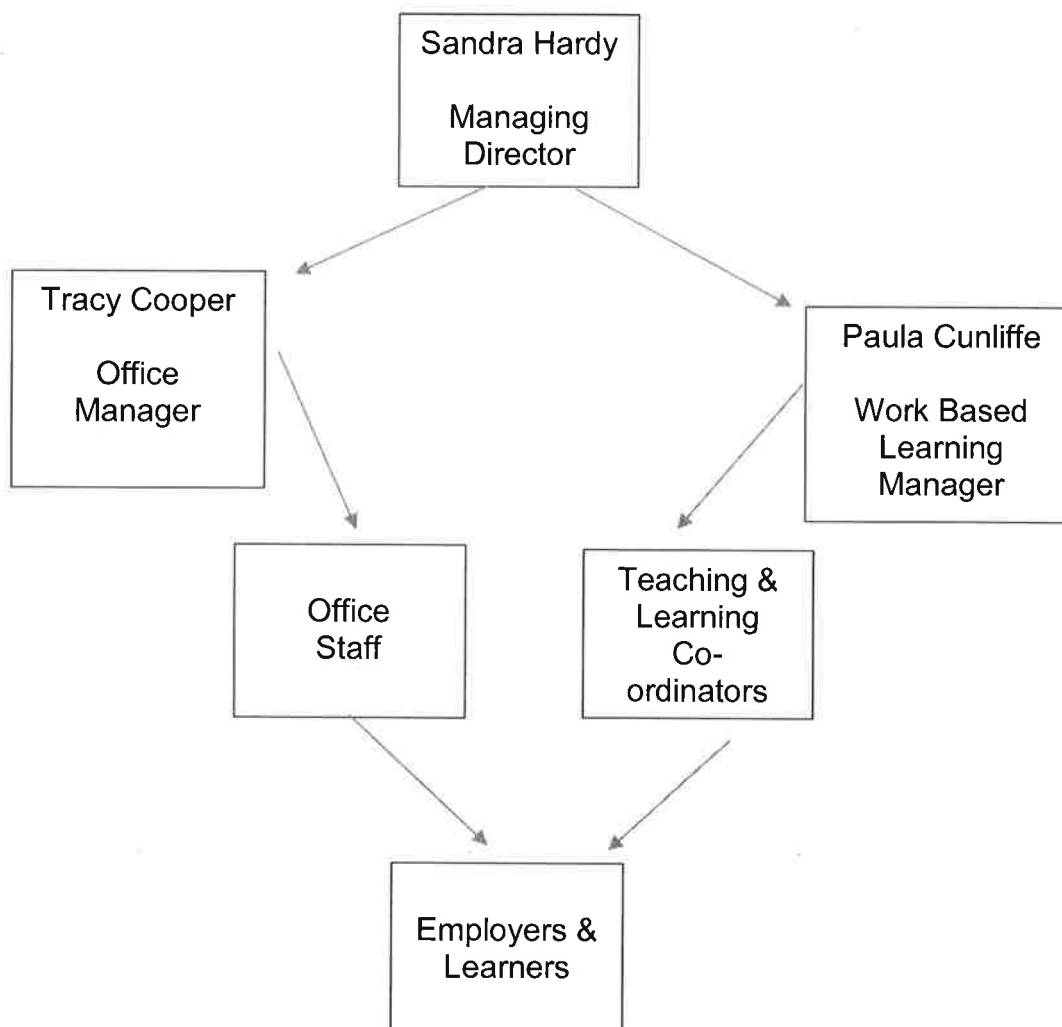 Sandra Hardy
Managing
Director
Tracy Cooper
Office
Manager
Paula Cunliffe
Work Based
Learning
Manager
Office
Staff
Teaching &
Learning
Co-
ordinators
Employers &
Learners